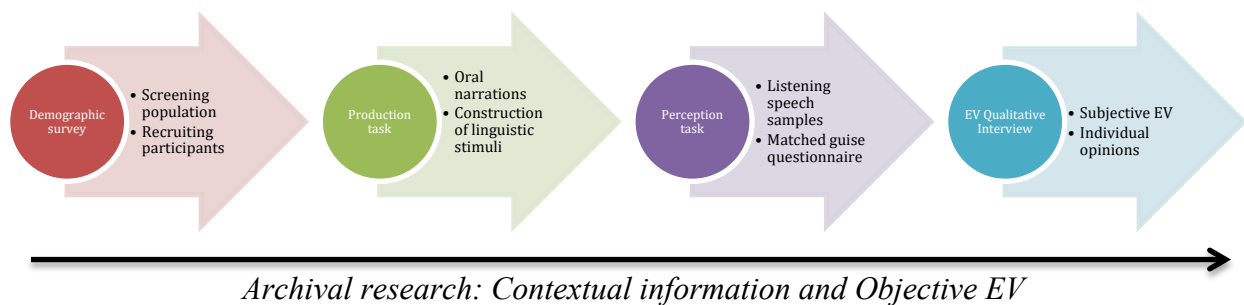 Demographic
survey
• Screening
population
• Recruiting
participants
Production
task
• Oral
narrations
• Construction
of linguistic
stimuli
Perception
task
• Listening
speech
samples
• Matched guise
questionnaire
EV Qualitative
Interview
• Subjective EV
• Individual
opinions
Archival research: Contextual information and Objective EV